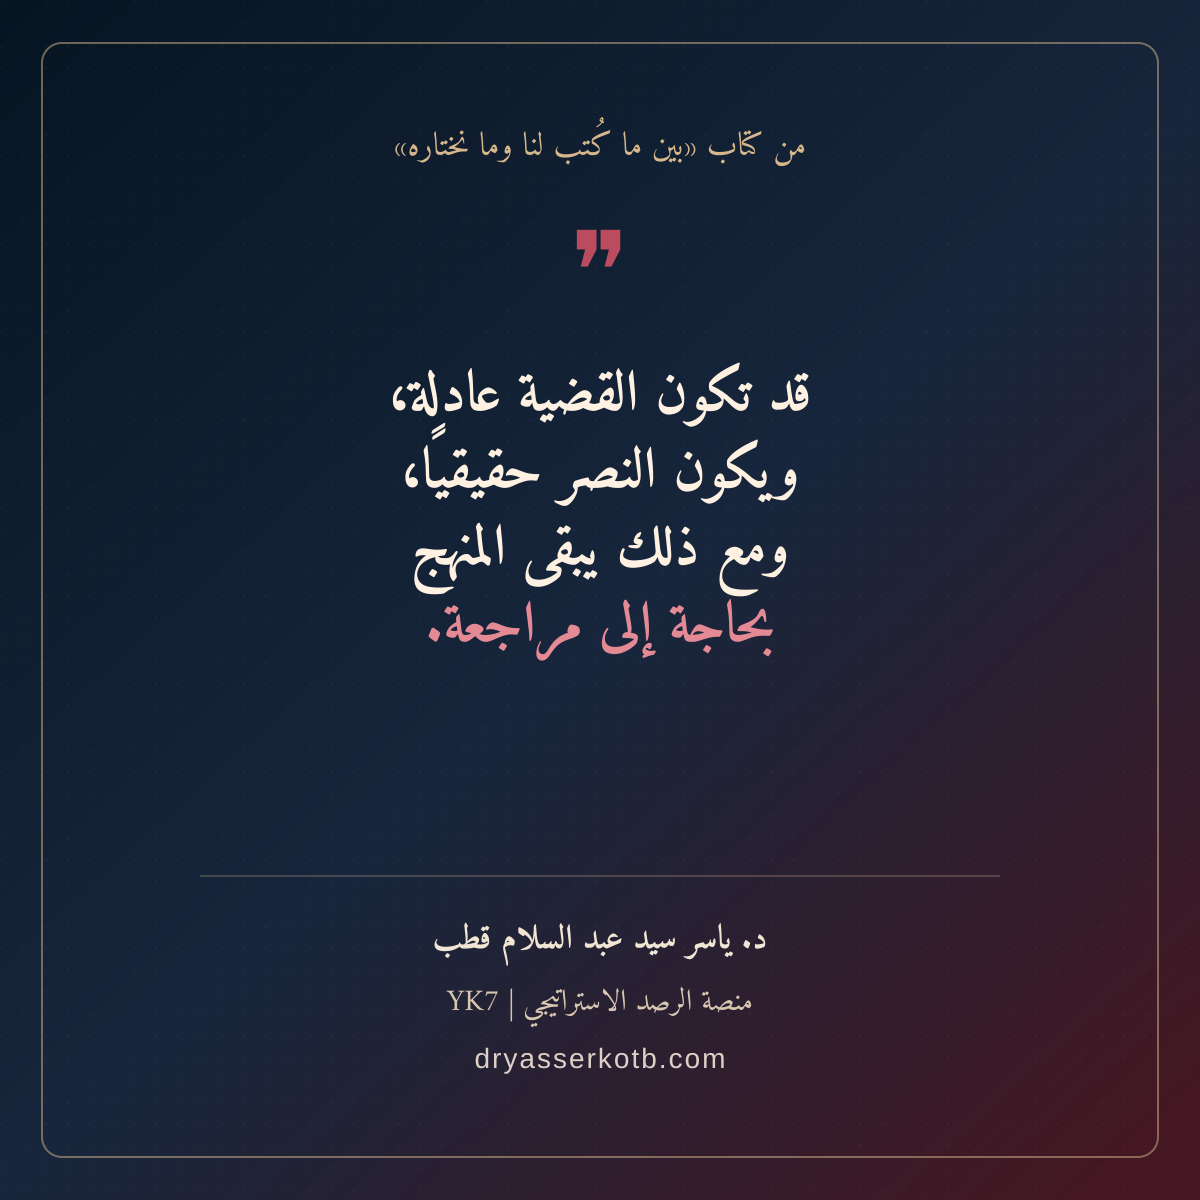 من كتاب «بين ما كُتب لنا وما نختاره»
”
قد تكون القضية عادلة،
ويكون النصر حقيقياً،
ومع ذلك يبقى المنهج
بحاجة إلى مراجعة.
د. ياسر سيد عبد السلام قطب
منصة الرصد الاستراتيجي | YK7
dryasserkotb.com